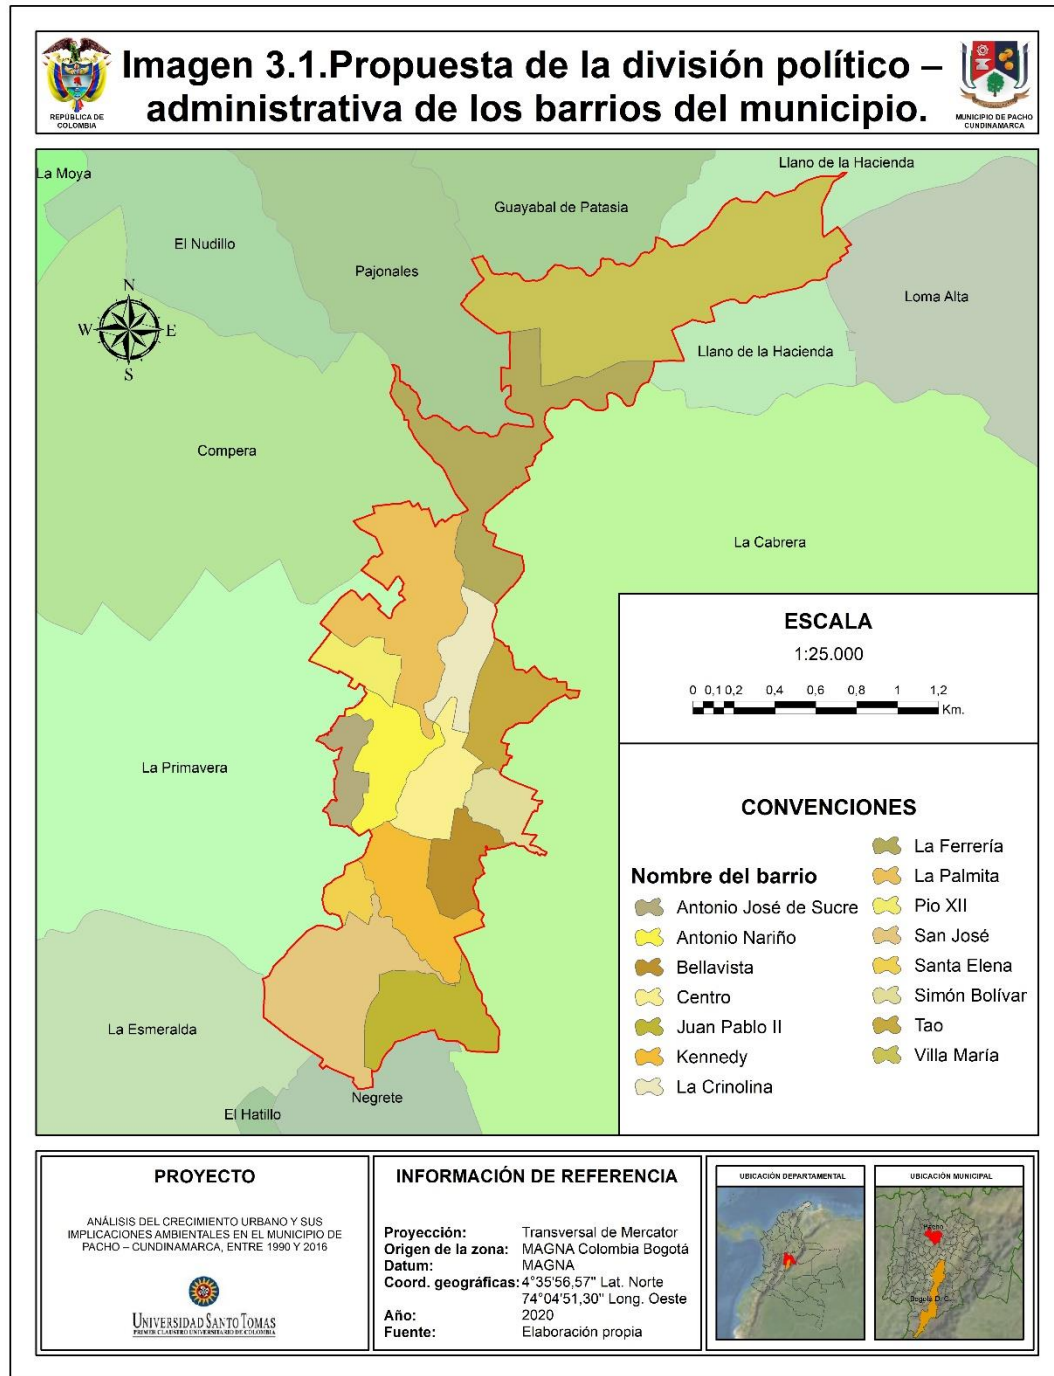 Imagen 3.1.Propuesta de la división político –
administrativa de los barrios del municipio.
REPÚBLICA DE
COLOMBIA
MUNICIPIO DE PACHO
CUNDINAMARCA
La Moya
Llano de la Hacienda
Guayabal de Patasia
El Nudillo
Pajonales
Loma Alta
N
W
E
S
Llano de la Hacienda
Compera
La Cabrera
La Primavera
La Esmeralda
Negrete
El Hatillo
ESCALA
1:25.000
0 0,1 0,2 0,4 0,6 0,8 1 1,2
Km.
CONVENCIONES
Nombre del barrio
Antonio José de Sucre
Antonio Nariño
Bellavista
Centro
Juan Pablo II
Kennedy
La Crinolina
La Ferrería
La Palmita
Pio XII
San José
Santa Elena
Simón Bolívar
Tao
Villa María
PROYECTO
ANÁLISIS DEL CRECIMIENTO URBANO Y SUS
IMPLICACIONES AMBIENTALES EN EL MUNICIPIO DE
PACHO – CUNDINAMARCA, ENTRE 1990 Y 2016
UNIVERSIDAD SANTO TOMAS
PRIMER CLAUSTRO UNIVERSITARIO DE COLOMBIA
INFORMACIÓN DE REFERENCIA
Proyección: Transversal de Mercator
Origen de la zona: MAGNA Colombia Bogotá
Datum: MAGNA
Coord. geográficas: 4°35'56,57" Lat. Norte
74°04'51,30" Long. Oeste
Año: 2020
Fuente: Elaboración propia
UBICACIÓN DEPARTAMENTAL
UBICACIÓN MUNICIPAL
Pacho
Bogotá D. C.